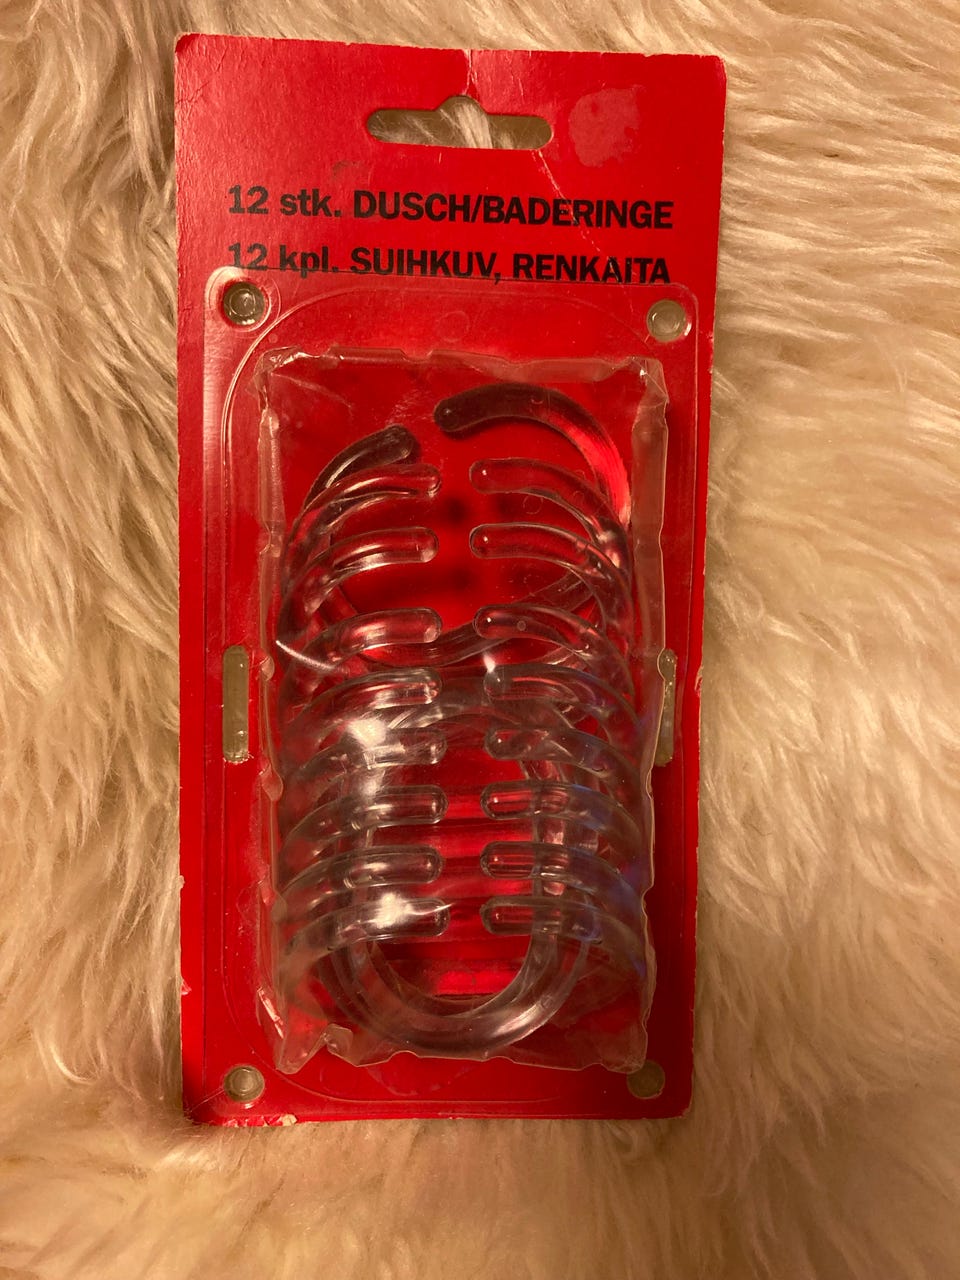 12 stk. DUSCH/BADERINGE
12 kpl. SUIHKUV, RENKAITA